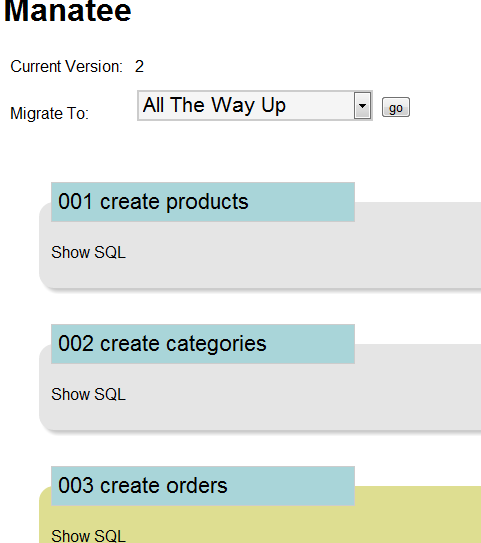 Manatee
Current Version: 2
Migrate To: All The Way Up go
001 create products
Show SQL
002 create categories
Show SQL
003 create orders
Show SQL